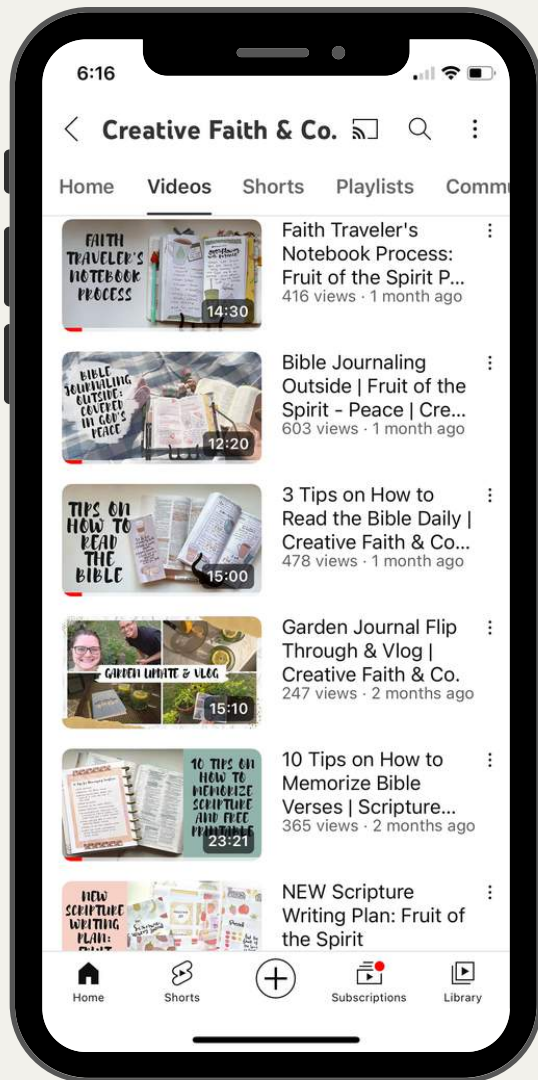 6:16
Creative Faith & Co.
Home Videos Shorts Playlists Commu
FAITH
TRAVELER'S
NOTEBOOK
PROCESS
14:30
Faith Traveler's
Notebook Process:
Fruit of the Spirit P...
416 views · 1 month ago
BIBLE
JOURNALING
OUTSIDE:
COVERED
IN GOD'S
PEACE
12:20
Bible Journaling
Outside | Fruit of the
Spirit - Peace | Cre...
603 views · 1 month ago
TIPS ON
HOW TO
READ
THE
BIBLE
15:00
3 Tips on How to
Read the Bible Daily |
Creative Faith & Co...
478 views · 1 month ago
GARDEN UPDATE & VLOG
15:10
Garden Journal Flip
Through & Vlog |
Creative Faith & Co.
247 views · 2 months ago
10 TIPS ON
HOW TO
MEMORIZE
SCRIPTURE
AND FREE
PRINTABLE
23:21
10 Tips on How to
Memorize Bible
Verses | Scripture...
365 views · 2 months ago
NEW
SCRIPTURE
WRITING
PLAN:
FRUIT
NEW Scripture
Writing Plan: Fruit of
the Spirit
Home Shorts Subscriptions Library